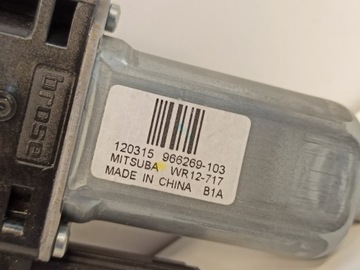 brose
120315 966269-103
MITSUBA WR12-717
MADE IN CHINA B1A